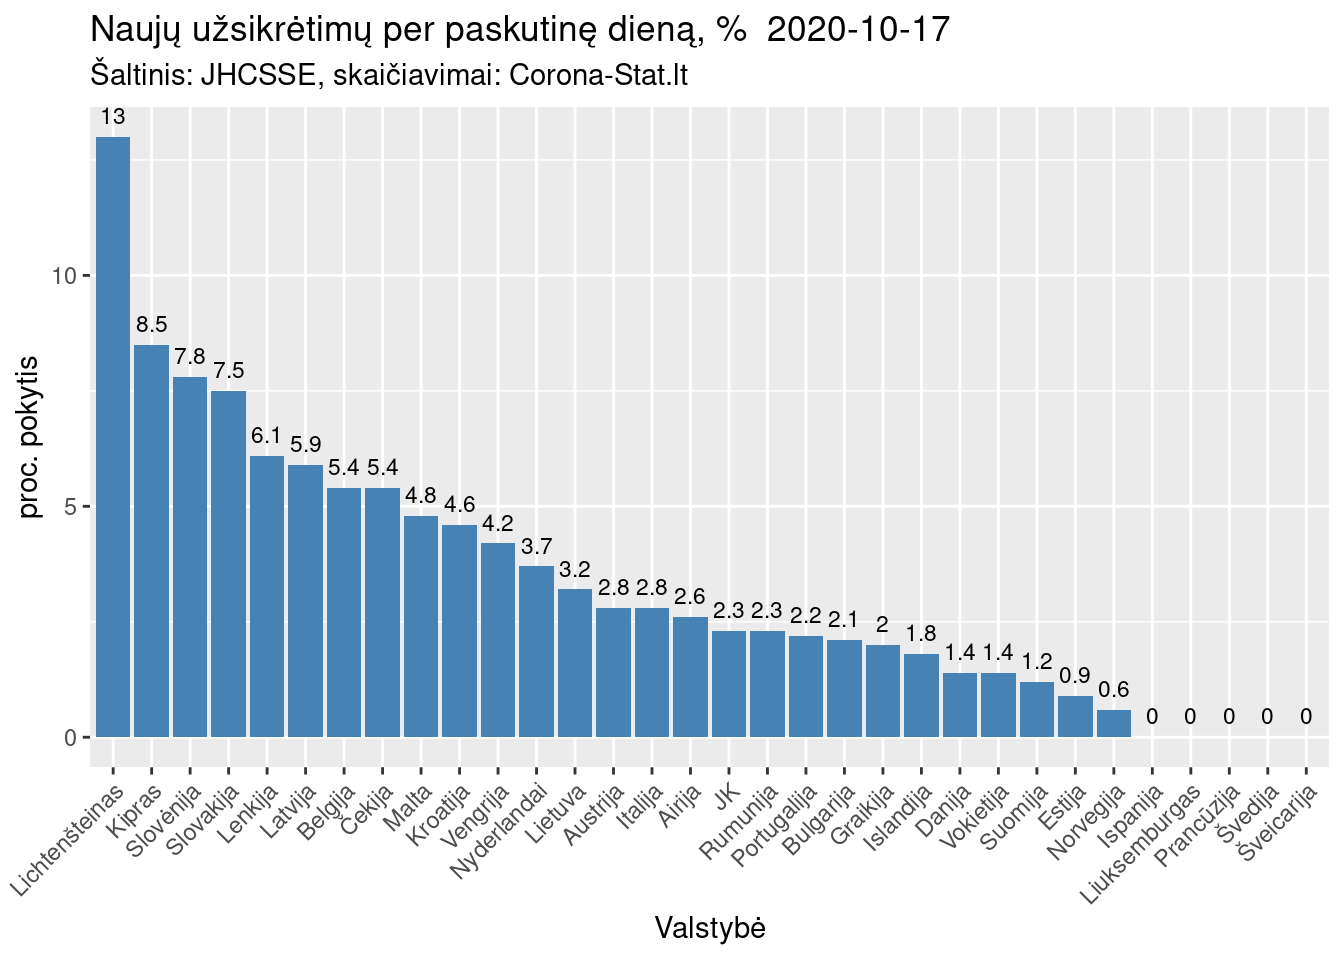 Naujų užsikrėtimų per paskutinę dieną, %  2020-10-17
Šaltinis: JHCSSE, skaičiavimai: Corona-Stat.lt
proc. pokytis
10
5
0
13
8.5
7.8
7.5
6.1
5.9
5.4
5.4
4.8
4.6
4.2
3.7
3.2
2.8
2.8
2.6
2.3
2.3
2.2
2.1
2
1.8
1.4
1.4
1.2
0.9
0.6
0
0
0
0
0
Lichtenšteinas
Kipras
Slovėnija
Slovakija
Lenkija
Latvija
Belgija
Čekija
Malta
Kroatija
Vengrija
Nyderlandai
Lietuva
Austrija
Italija
Airija
JK
Rumunija
Portugalija
Bulgarija
Graikija
Islandija
Danija
Vokietija
Suomija
Estija
Norvegija
Ispanija
Liuksemburgas
Prancūzija
Švedija
Šveicarija
Valstybė